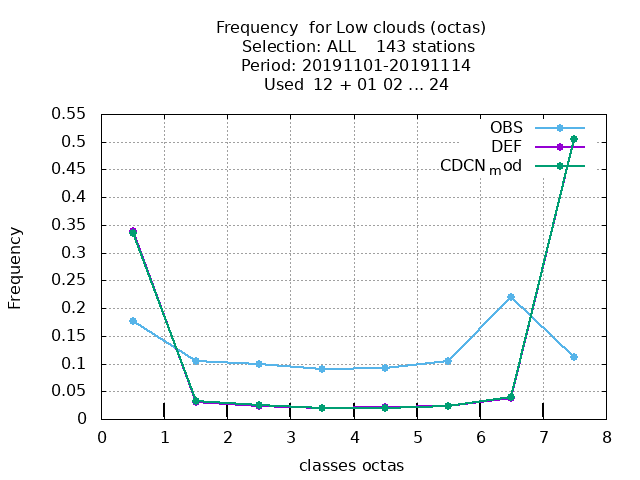 Frequency  for Low clouds (octas)
Selection: ALL    143 stations
Period: 20191101-20191114
Used  12 + 01 02 ... 24
0.55
0.5
0.45
0.4
0.35
0.3
0.25
0.2
0.15
0.1
0.05
0
Frequency
OBS
DEF
CDCN_mod
0 1 2 3 4 5 6 7 8
classes octas